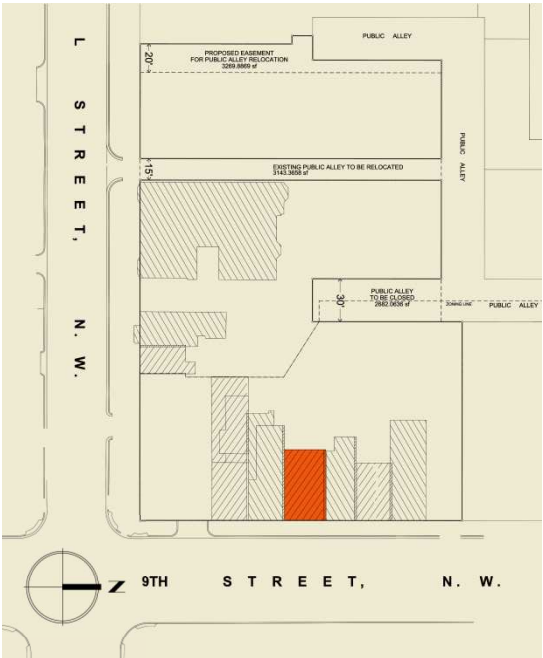 PUBLIC ALLEY
PROPOSED EASEMENT
FOR PUBLIC ALLEY RELOCATION
3269.8869 sf
20'
L STREET, N. W.
EXISTING PUBLIC ALLEY TO BE RELOCATED
3143.3658 sf
15'
PUBLIC ALLEY
PUBLIC ALLEY
TO BE CLOSED
2882.0636 sf
30'
ZONING LINE
PUBLIC ALLEY
N
9TH STREET, N. W.